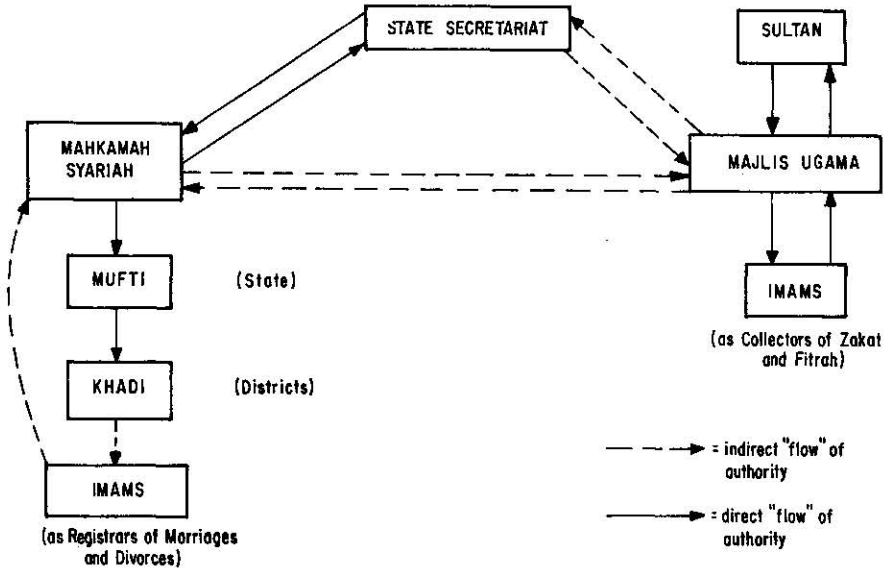 STATE SECRETARIAT
SULTAN
MAHKAMAH
SYARIAH
MAJLIS UGAMA
MUFTI
(State)
IMAMS
(as Collectors of Zakat
and Fitrah)
KHADI
(Districts)
IMAMS
(as Registrars of Marriages
and Divorces)
= indirect "flow" of
authority
= direct "flow" of
authority